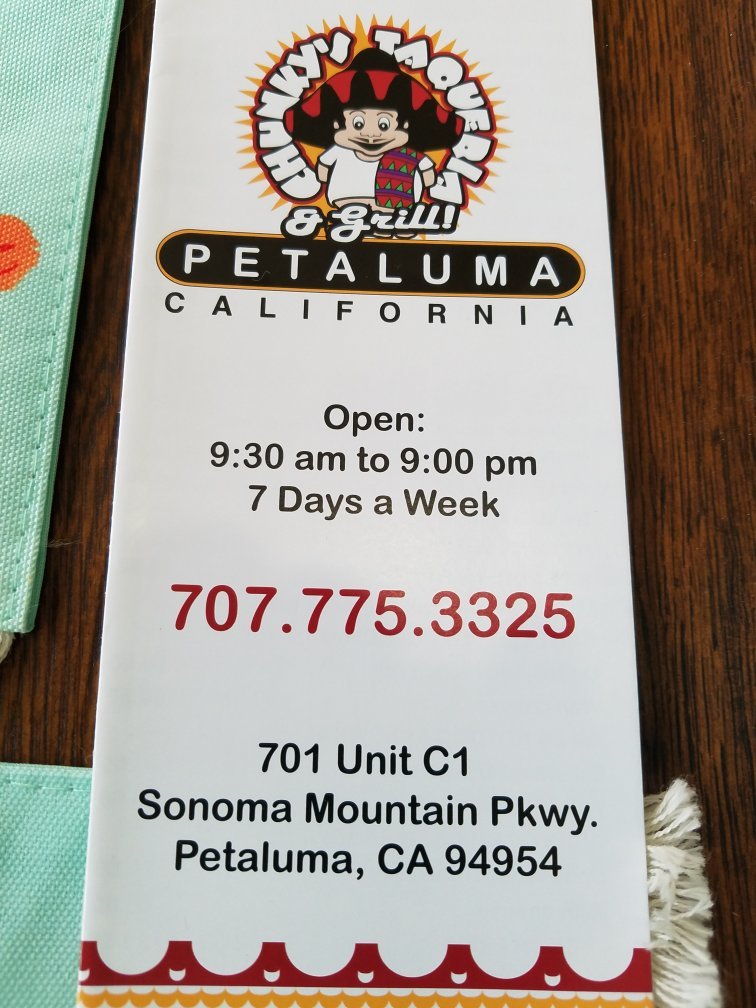 CHUNKY'S TAQUERIA
& Grill!
PETALUMA
CALIFORNIA
Open:
9:30 am to 9:00 pm
7 Days a Week
707.775.3325
701 Unit C1
Sonoma Mountain Pkwy.
Petaluma, CA 94954